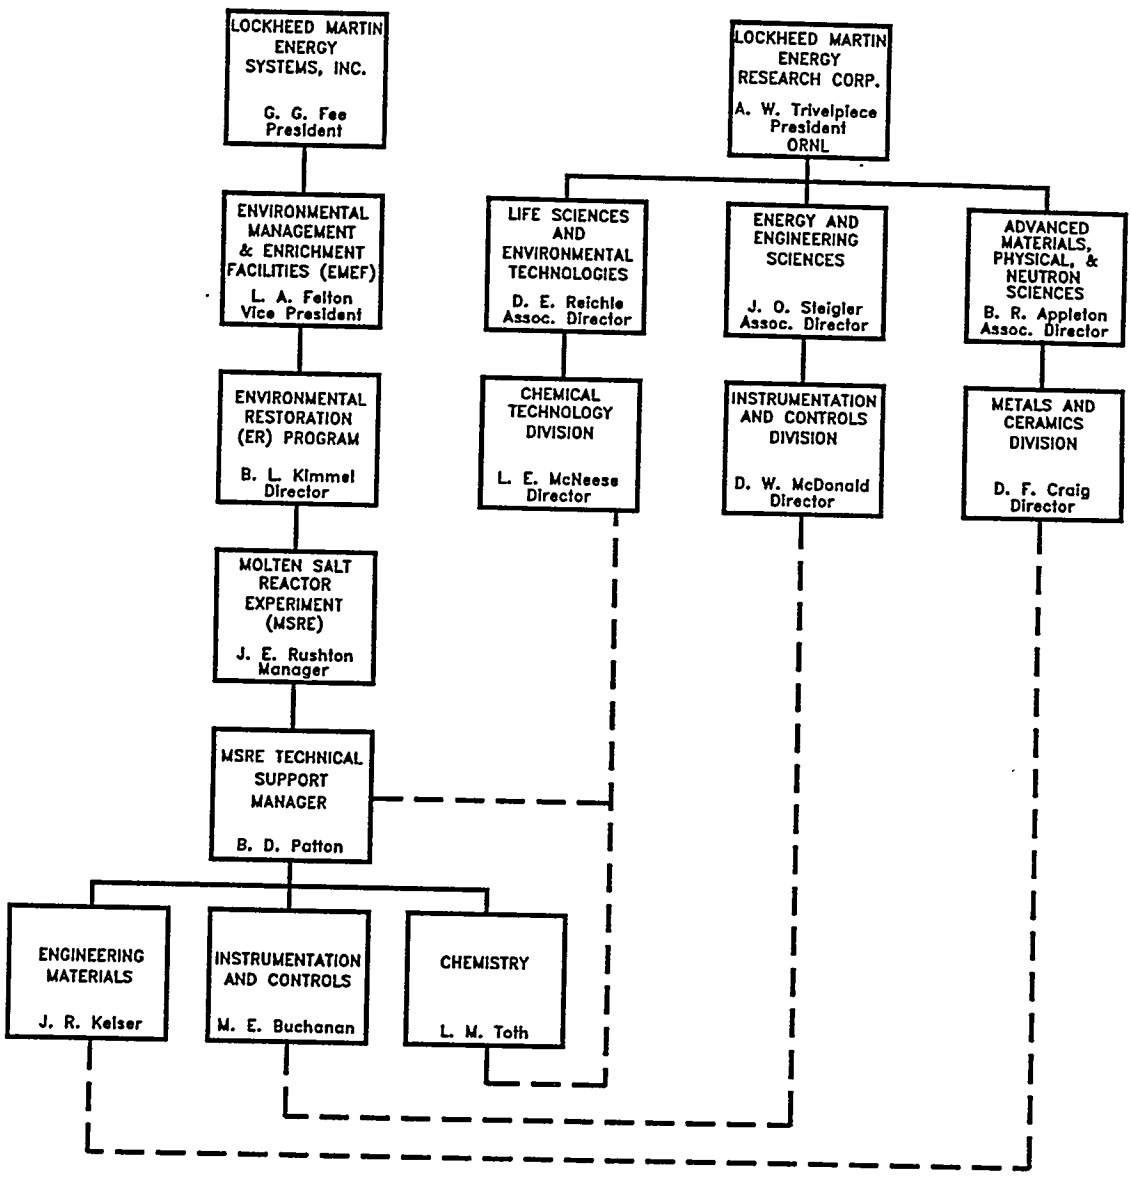 LOCKHEED MARTIN
ENERGY
SYSTEMS, INC.
G. G. Fee
President
LOCKHEED MARTIN
ENERGY
RESEARCH CORP.
A. W. Trivelpiece
President
ORNL
ENVIRONMENTAL
MANAGEMENT
& ENRICHMENT
FACILITIES (EMEF)
L. A. Felton
Vice President
LIFE SCIENCES
AND
ENVIRONMENTAL
TECHNOLOGIES
D. E. Reichle
Assoc. Director
ENERGY AND
ENGINEERING
SCIENCES
J. O. Steigler
Assoc. Director
ADVANCED
MATERIALS,
PHYSICAL, &
NEUTRON
SCIENCES
B. R. Appleton
Assoc. Director
ENVIRONMENTAL
RESTORATION
(ER) PROGRAM
B. L. Kimmel
Director
CHEMICAL
TECHNOLOGY
DIVISION
L. E. McNeese
Director
INSTRUMENTATION
AND CONTROLS
DIVISION
D. W. McDonald
Director
METALS AND
CERAMICS
DIVISION
D. F. Craig
Director
MOLTEN SALT
REACTOR
EXPERIMENT
(MSRE)
J. E. Rushton
Manager
MSRE TECHNICAL
SUPPORT
MANAGER
B. D. Patton
ENGINEERING
MATERIALS
J. R. Keiser
INSTRUMENTATION
AND CONTROLS
M. E. Buchanan
CHEMISTRY
L. M. Toth